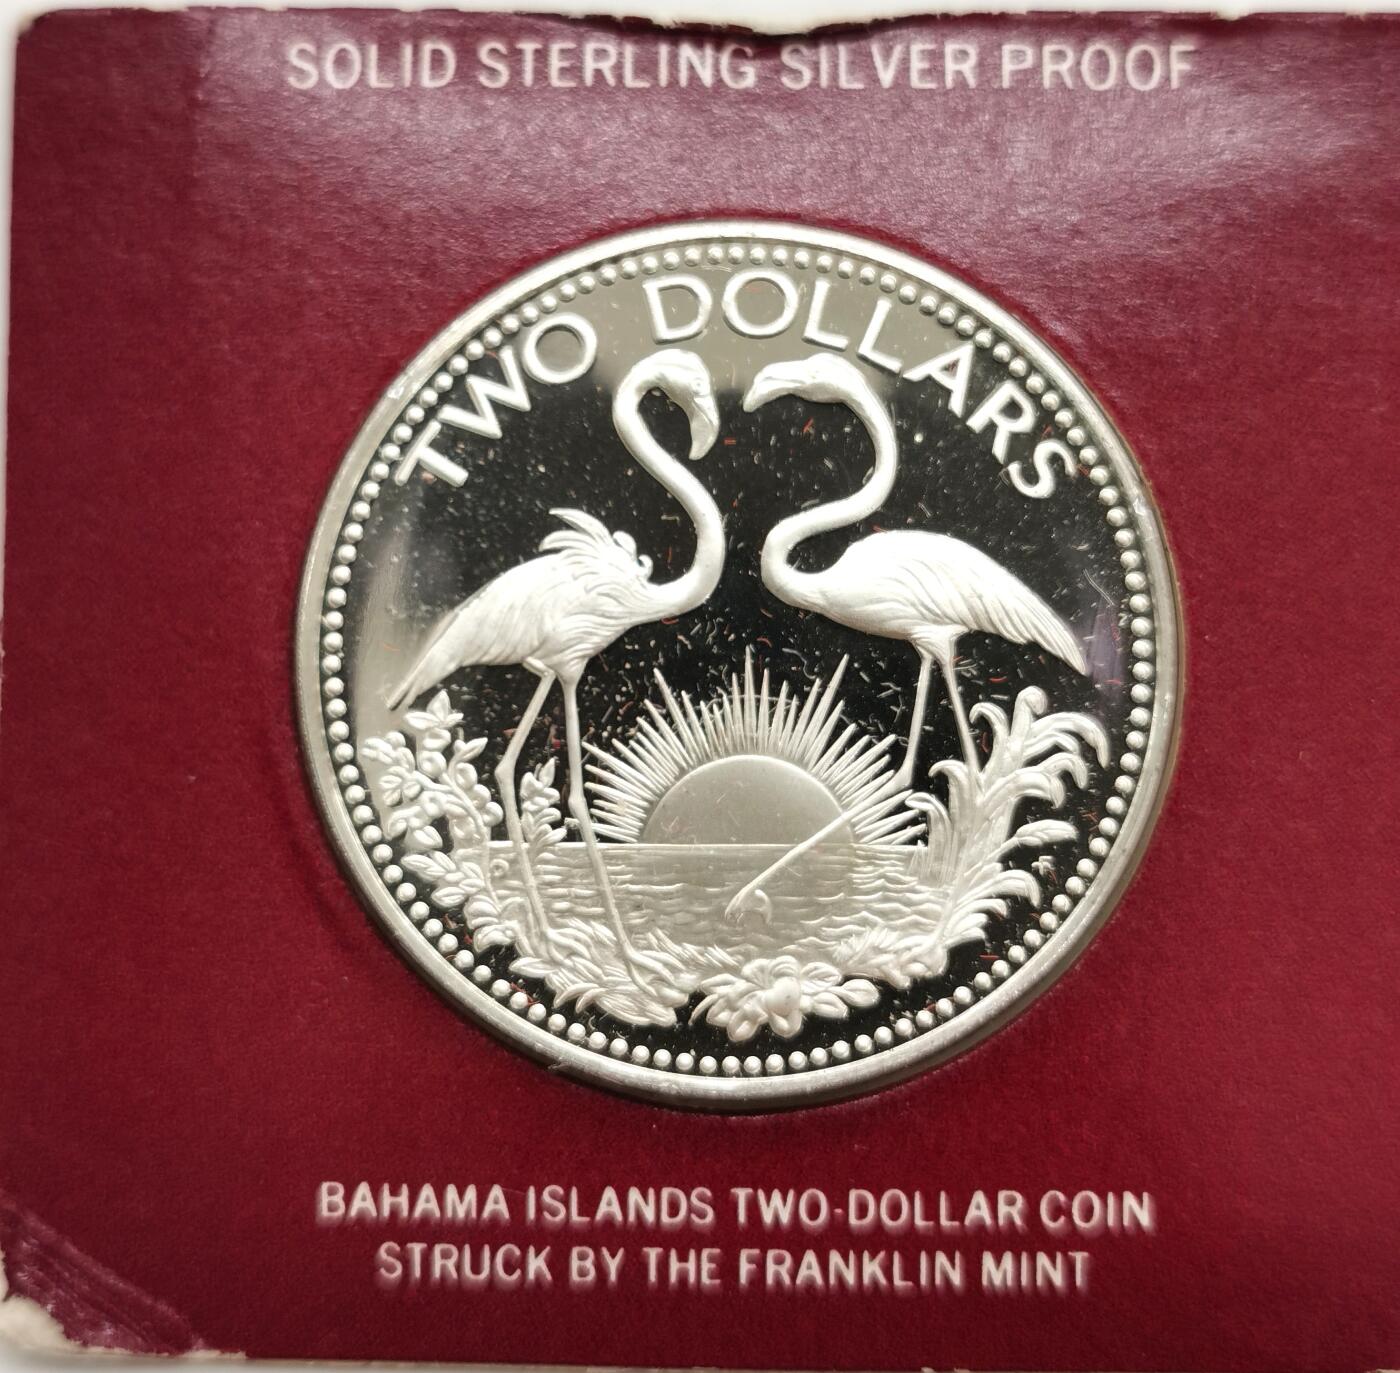 SOLID STERLING SILVER PROOF
TWO DOLLARS
BAHAMA ISLANDS TWO-DOLLAR COIN
STRUCK BY THE FRANKLIN MINT